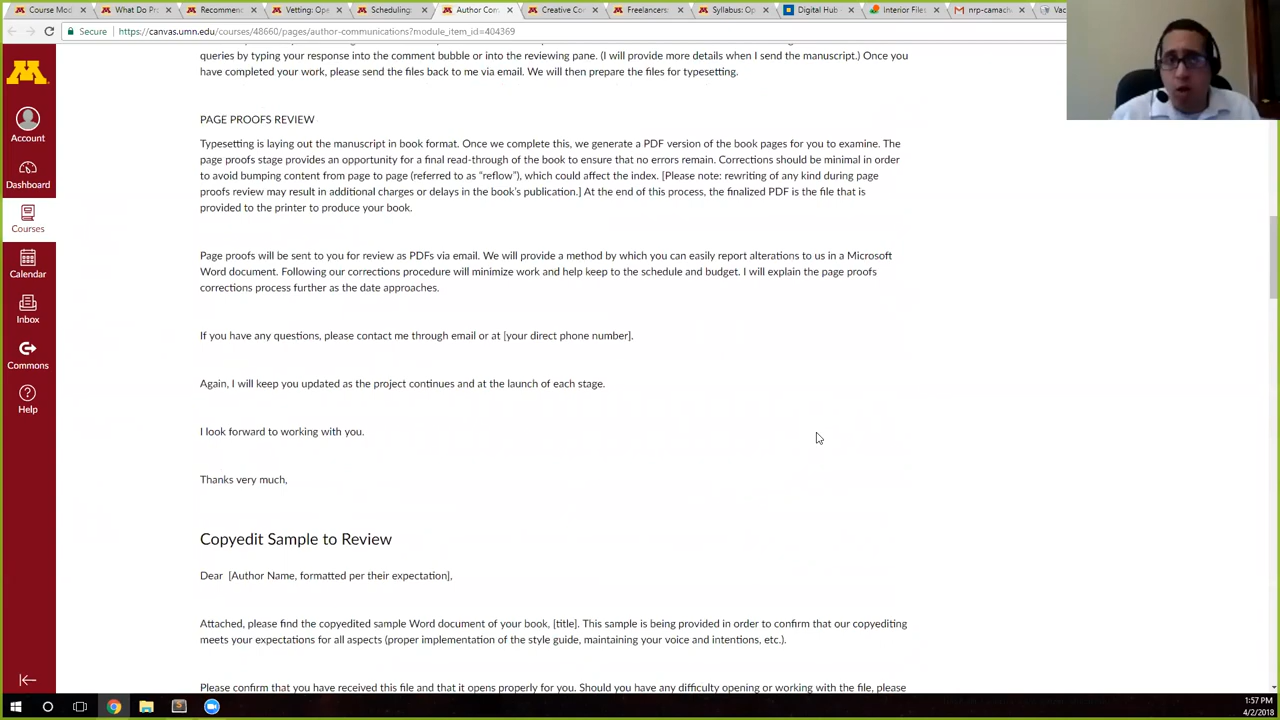 Course Mod
What Do Pr
Recommen
Vetting: Ope
Scheduling:
Author Com
Creative Co
Freelancers:
Syllabus: Op
Digital Hub -
Interior Files
nrp-camach
Secure
https://canvas.umn.edu/courses/48660/pages/author-communications?module_item_id=404369
Account
Dashboard
Courses
Calendar
Inbox
Commons
Help
queries by typing your response into the comment bubble or into the reviewing pane. (I will provide more details when I send the manuscript.) Once you
have completed your work, please send the files back to me via email. We will then prepare the files for typesetting.
PAGE PROOFS REVIEW
Typesetting is laying out the manuscript in book format. Once we complete this, we generate a PDF version of the book pages for you to examine. The
page proofs stage provides an opportunity for a final read-through of the book to ensure that no errors remain. Corrections should be minimal in order
to avoid bumping content from page to page (referred to as “reflow”), which could affect the index. [Please note: rewriting of any kind during page
proofs review may result in additional charges or delays in the book’s publication.] At the end of this process, the finalized PDF is the file that is
provided to the printer to produce your book.
Page proofs will be sent to you for review as PDFs via email. We will provide a method by which you can easily report alterations to us in a Microsoft
Word document. Following our corrections procedure will minimize work and help keep to the schedule and budget. I will explain the page proofs
corrections process further as the date approaches.
If you have any questions, please contact me through email or at [your direct phone number].
Again, I will keep you updated as the project continues and at the launch of each stage.
I look forward to working with you.
Thanks very much,
Copyedit Sample to Review
Dear [Author Name, formatted per their expectation],
Attached, please find the copyedited sample Word document of your book, [title]. This sample is being provided in order to confirm that our copyediting
meets your expectations for all aspects (proper implementation of the style guide, maintaining your voice and intentions, etc.).
Please confirm that you have received this file and that it opens properly for you. Should you have any difficulty opening or working with the file, please
1:57 PM
4/2/2018